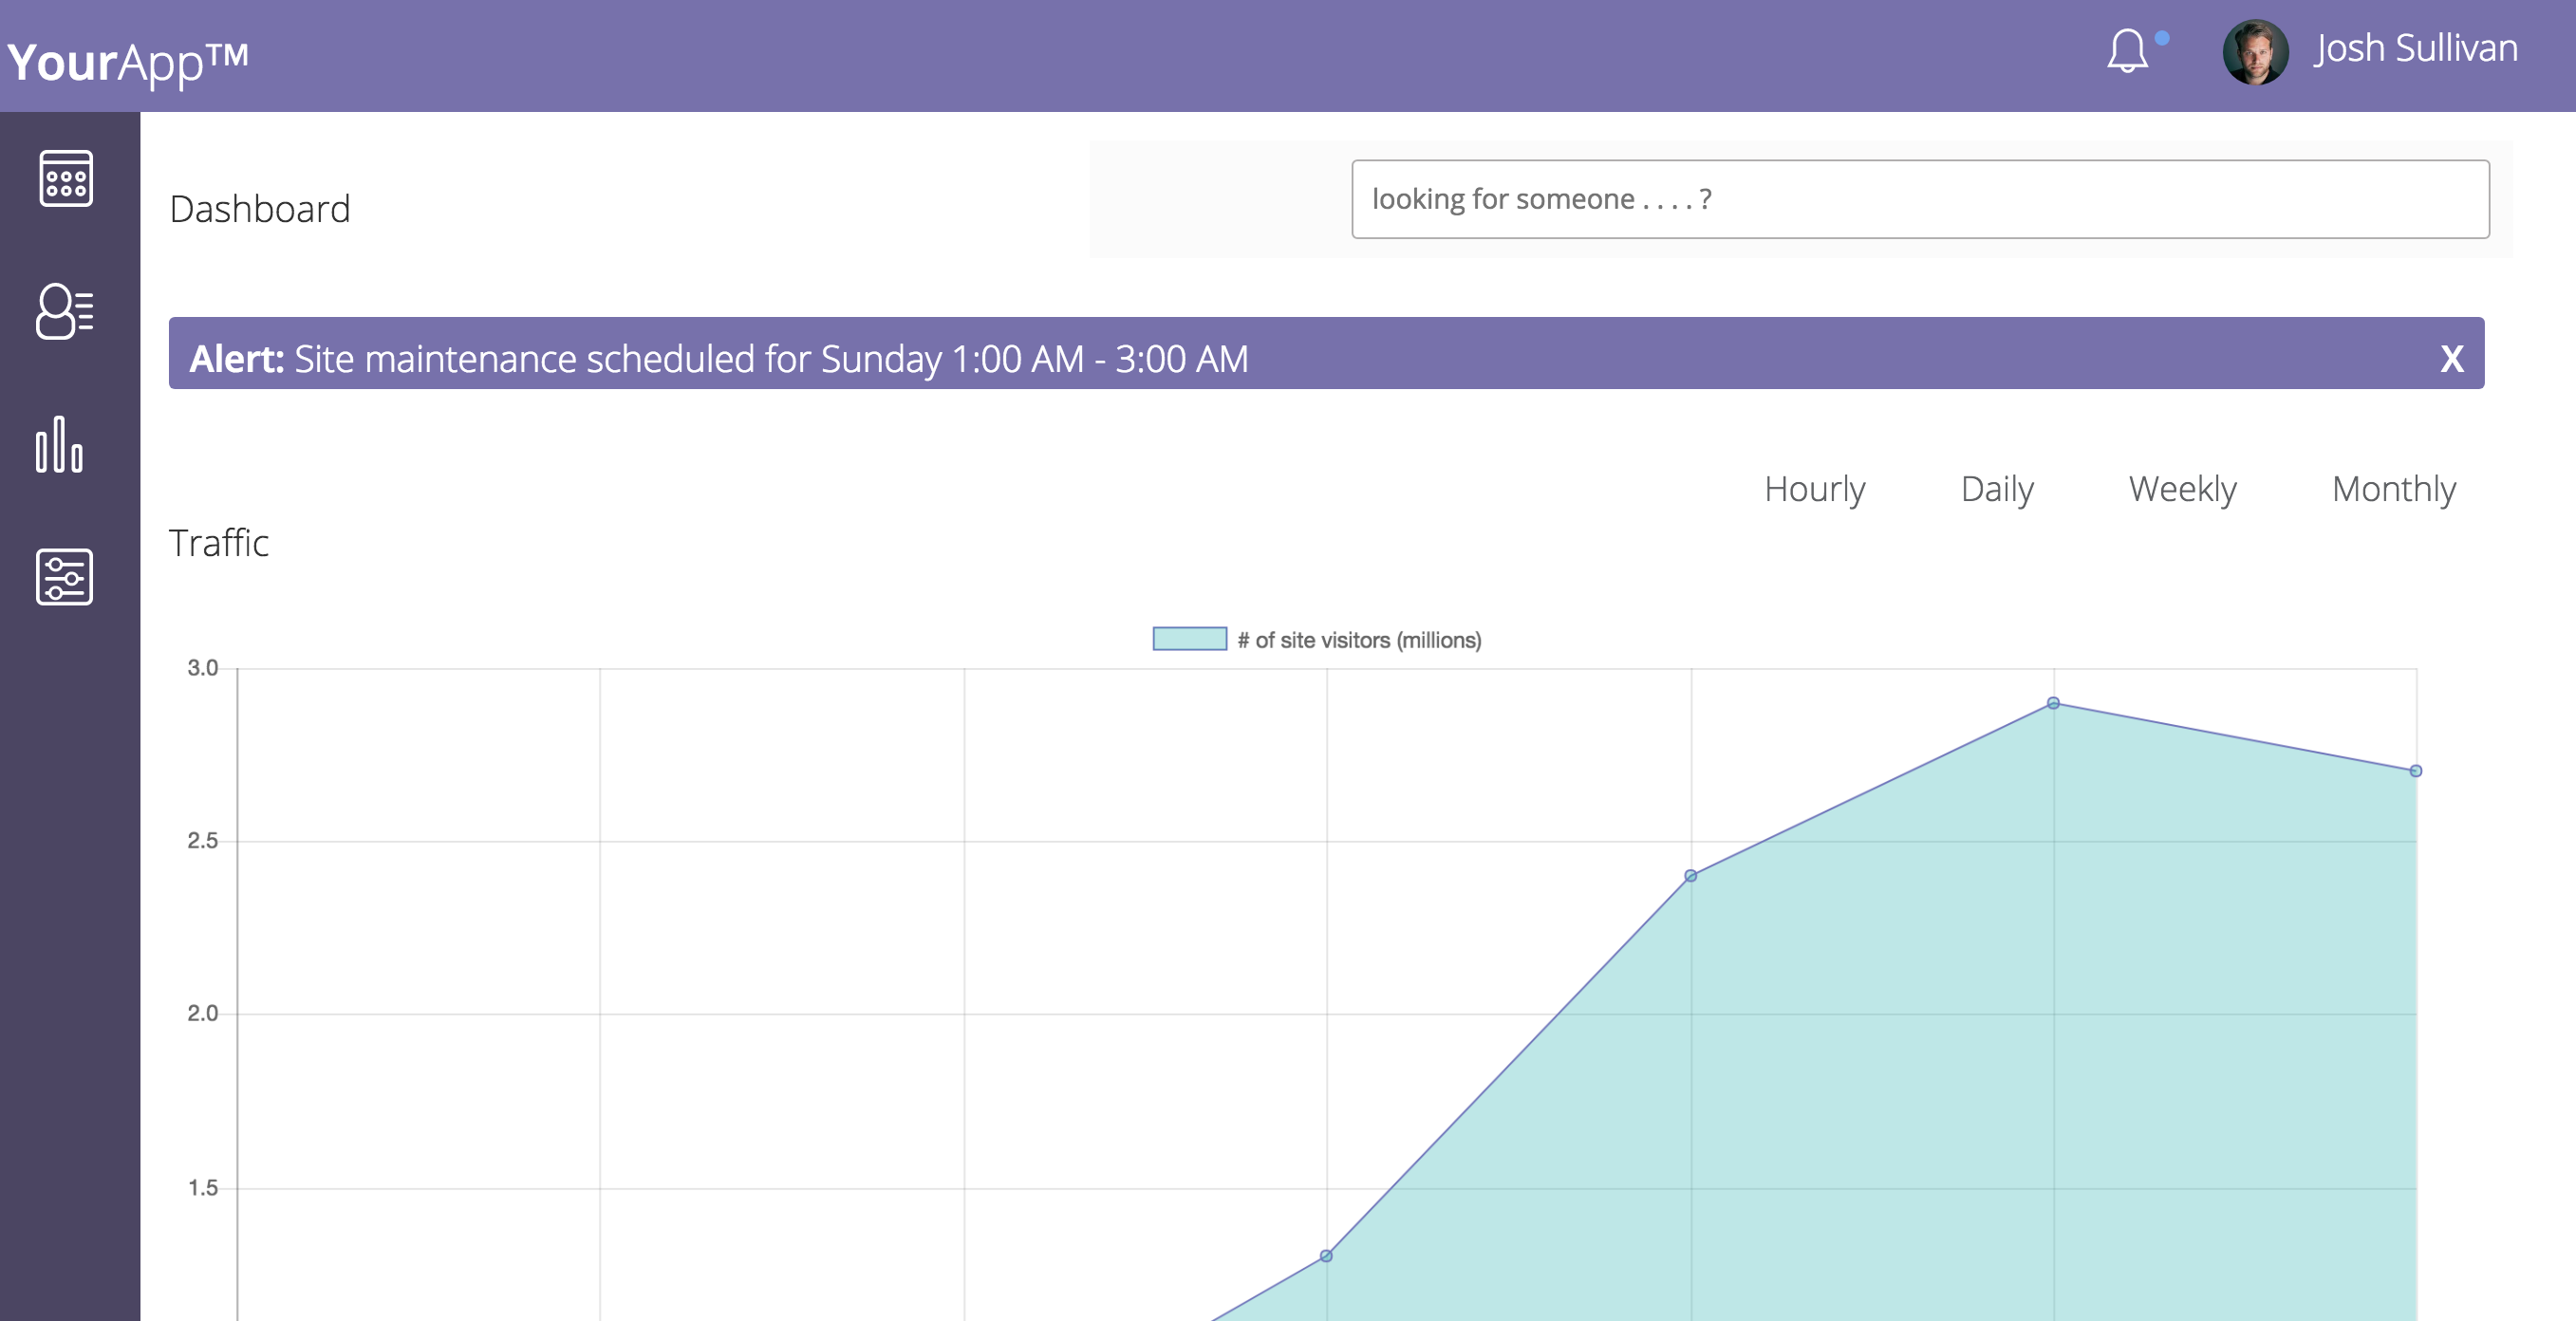 YourApp™
Josh Sullivan
Dashboard
looking for someone . . . . ?
Alert: Site maintenance scheduled for Sunday 1:00 AM - 3:00 AM
X
Hourly Daily Weekly Monthly
Traffic
# of site visitors (millions)
3.0
2.5
2.0
1.5